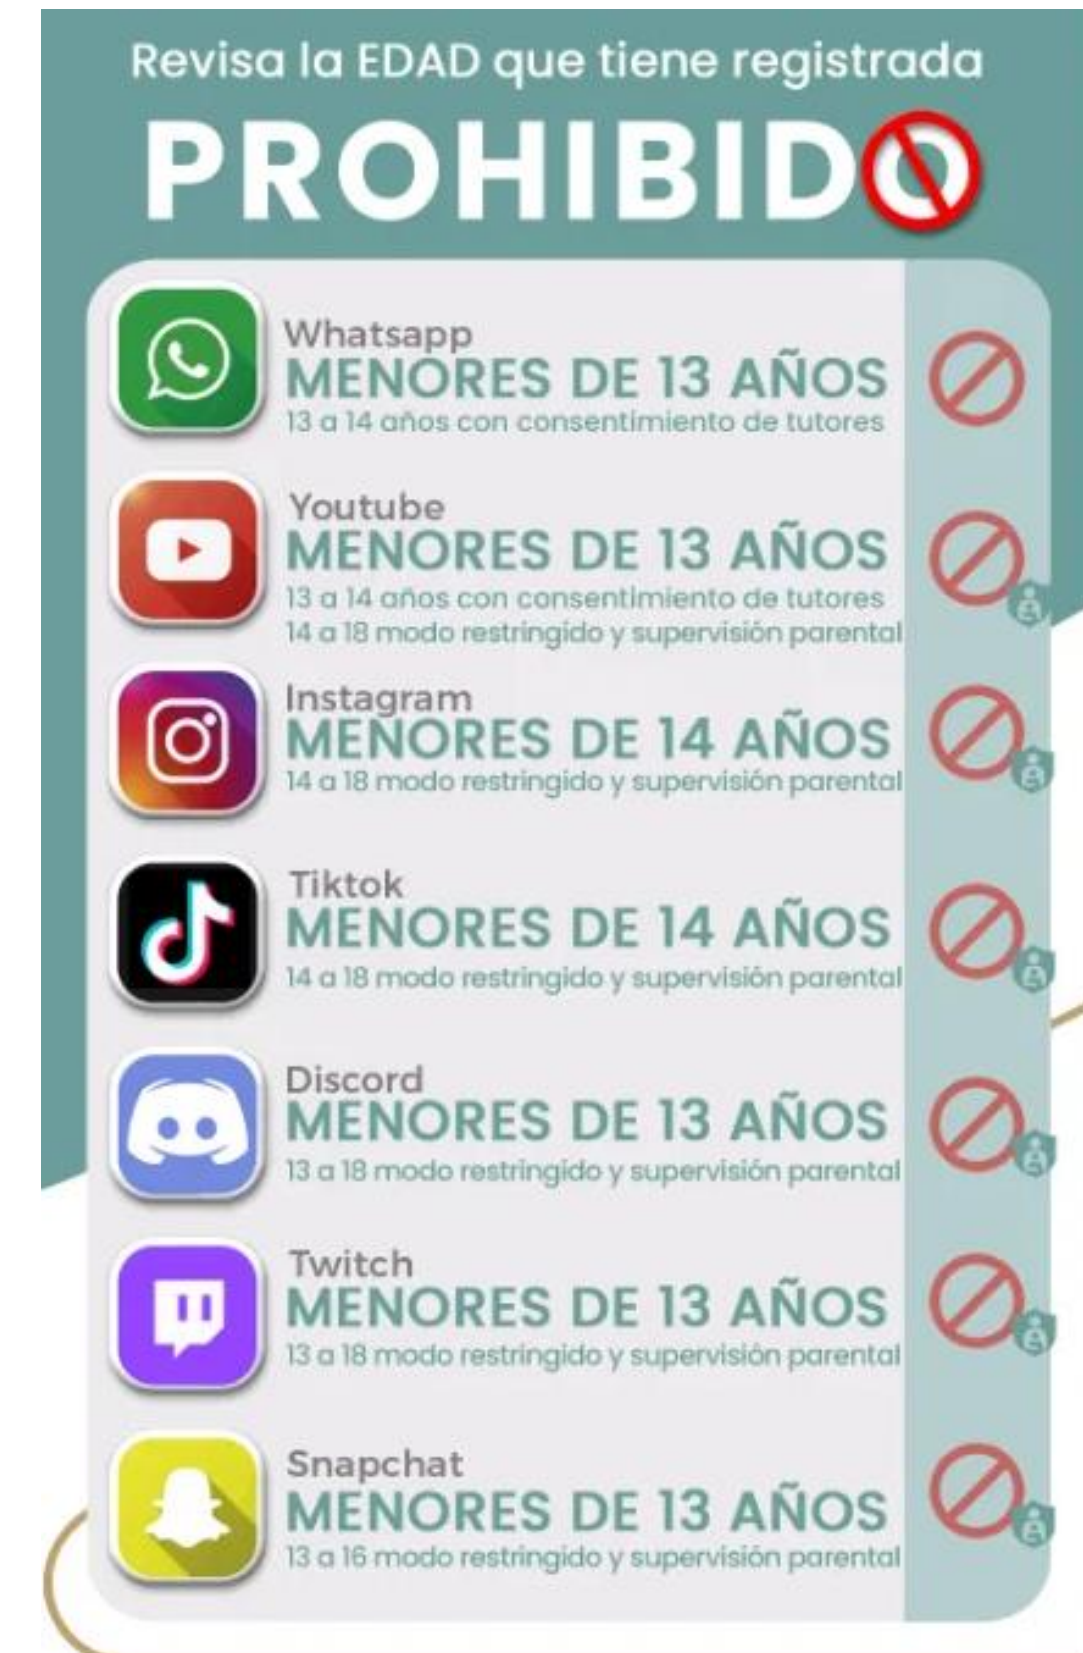 Revisa la EDAD que tiene registrada
PROHIBIDO
Whatsapp
MENORES DE 13 AÑOS
13 a 14 años con consentimiento de tutores
Youtube
MENORES DE 13 AÑOS
13 a 14 años con consentimiento de tutores
14 a 18 modo restringido y supervisión parental
Instagram
MENORES DE 14 AÑOS
14 a 18 modo restringido y supervisión parental
Tiktok
MENORES DE 14 AÑOS
14 a 18 modo restringido y supervisión parental
Discord
MENORES DE 13 AÑOS
13 a 18 modo restringido y supervisión parental
Twitch
MENORES DE 13 AÑOS
13 a 18 modo restringido y supervisión parental
Snapchat
MENORES DE 13 AÑOS
13 a 16 modo restringido y supervisión parental